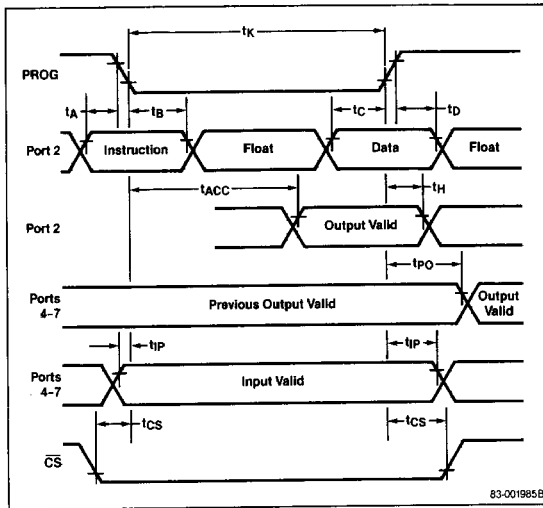 tK
PROG
tA
tB
tC
tD
Port 2
Instruction
Float
Data
Float
tACC
tH
Port 2
Output Valid
tPO
Ports
4-7
Previous Output Valid
Output
Valid
tIP
tIP
Ports
4-7
Input Valid
tCS
tCS
C̅S̅
83-001985B